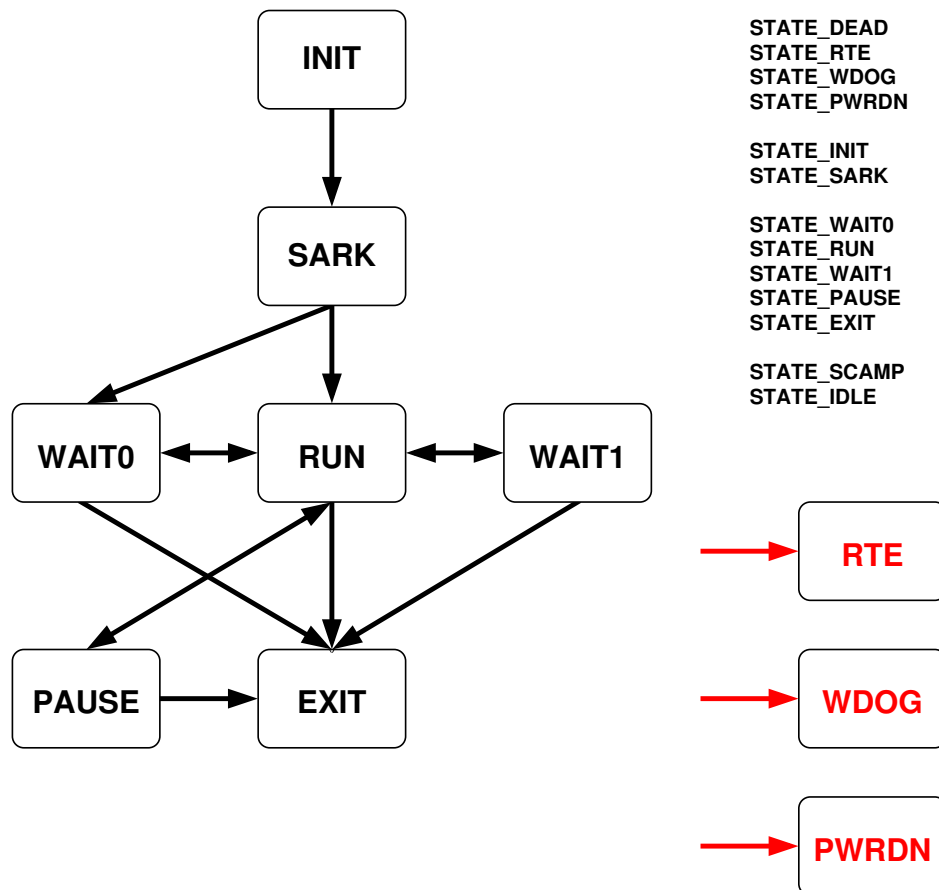 INIT
SARK
WAIT0
RUN
WAIT1
PAUSE
EXIT
STATE_DEAD
STATE_RTE
STATE_WDOG
STATE_PWRDN
STATE_INIT
STATE_SARK
STATE_WAIT0
STATE_RUN
STATE_WAIT1
STATE_PAUSE
STATE_EXIT
STATE_SCAMP
STATE_IDLE
RTE
WDOG
PWRDN